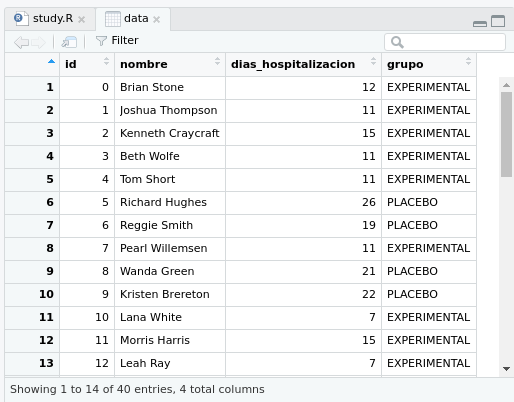 study.R
data
Filter
id nombre dias_hospitalizacion grupo
1 0 Brian Stone 12 EXPERIMENTAL
2 1 Joshua Thompson 11 EXPERIMENTAL
3 2 Kenneth Craycraft 15 EXPERIMENTAL
4 3 Beth Wolfe 11 EXPERIMENTAL
5 4 Tom Short 11 EXPERIMENTAL
6 5 Richard Hughes 26 PLACEBO
7 6 Reggie Smith 19 PLACEBO
8 7 Pearl Willemsen 11 EXPERIMENTAL
9 8 Wanda Green 21 PLACEBO
10 9 Kristen Brereton 22 PLACEBO
11 10 Lana White 7 EXPERIMENTAL
12 11 Morris Harris 15 EXPERIMENTAL
13 12 Leah Ray 7 EXPERIMENTAL
Showing 1 to 14 of 40 entries, 4 total columns